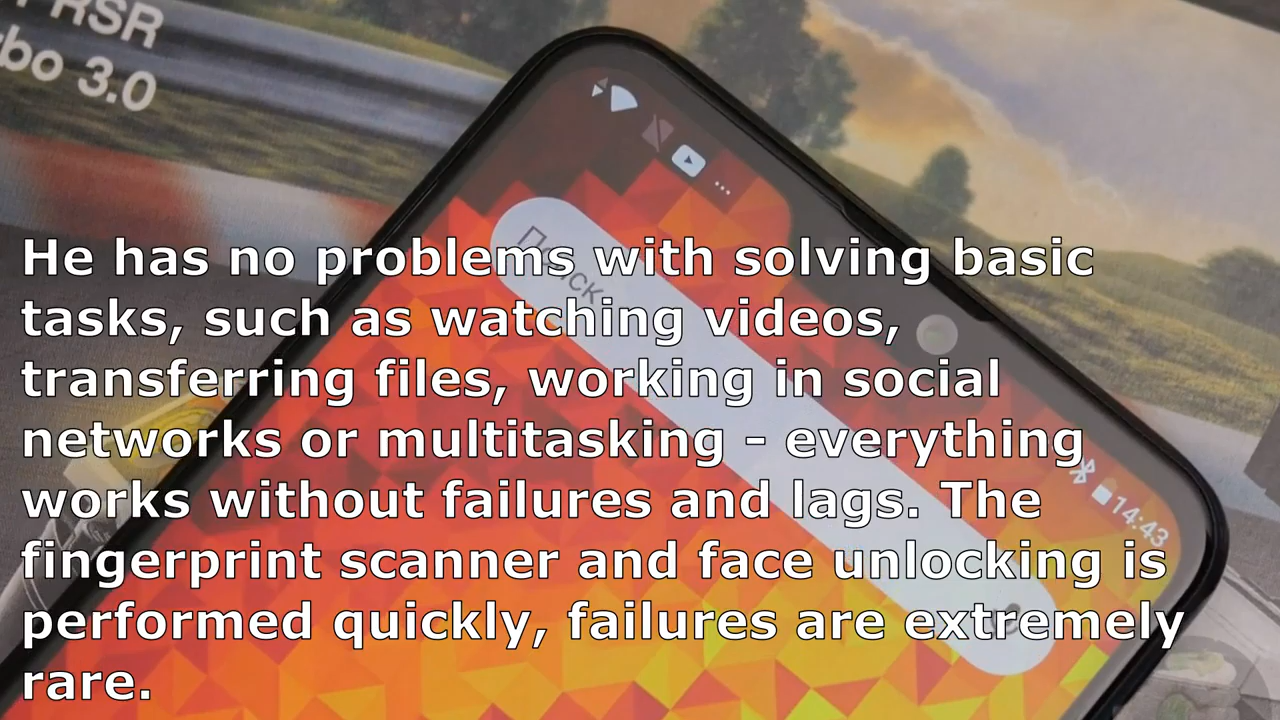 RSR
bo 3.0
14:43
He has no problems with solving basic
tasks, such as watching videos,
transferring files, working in social
networks or multitasking - everything
works without failures and lags. The
fingerprint scanner and face unlocking is
performed quickly, failures are extremely
rare.